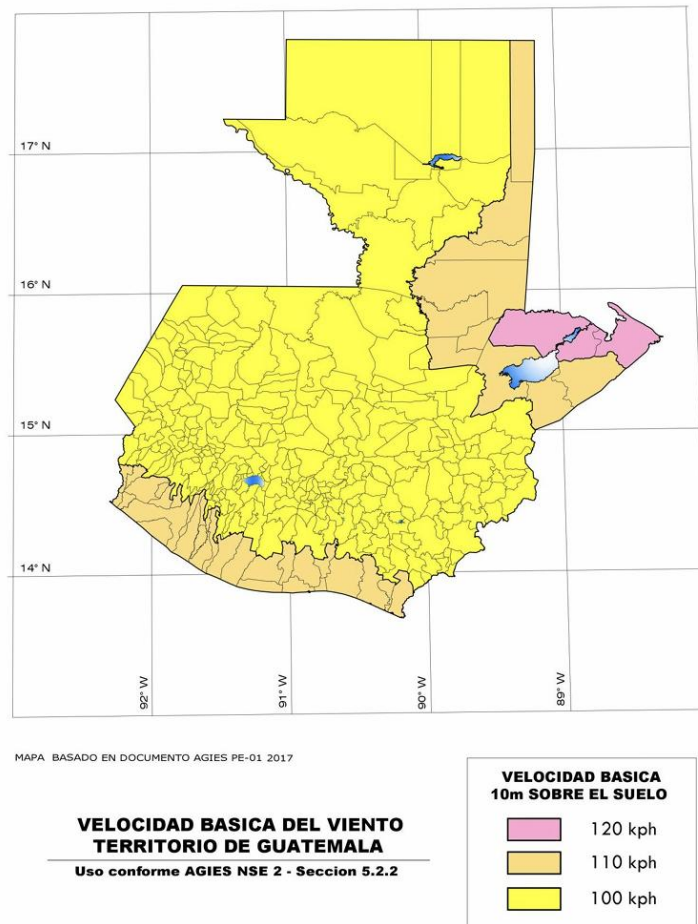 17° N
16° N
15° N
14° N
92° W
91° W
90° W
89° W
MAPA BASADO EN DOCUMENTO AGIES PE-01 2017
VELOCIDAD BASICA DEL VIENTO
TERRITORIO DE GUATEMALA
Uso conforme AGIES NSE 2 - Seccion 5.2.2
VELOCIDAD BASICA
10m SOBRE EL SUELO
120 kph
110 kph
100 kph